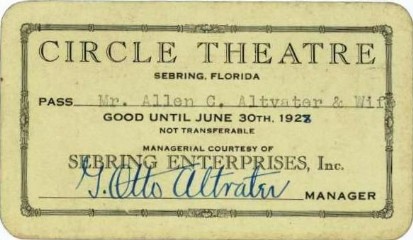 CIRCLE THEATRE
SEBRING, FLORIDA
PASS Mr. Allen C. Altvater & Wife
GOOD UNTIL JUNE 30TH, 1928
NOT TRANSFERABLE
MANAGERIAL COURTESY OF
SEBRING ENTERPRISES, Inc.
G. Otto Altvater MANAGER